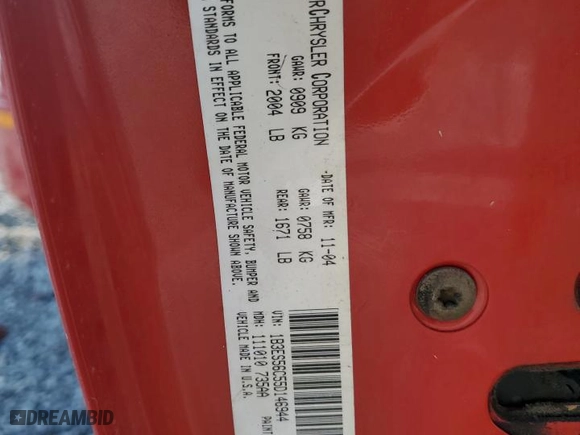 RCHRYSLER CORPORATION
-DATE OF MFR: 11-04
GAWR: 0909 KG
GAWR: 0758 KG
FRONT: 2004 LB
REAR: 1671 LB
FORMS TO ALL APPLICABLE FEDERAL MOTOR VEHICLE SAFETY, BUMPER AND
STANDARDS IN EFFECT ON THE DATE OF MANUFACTURE SHOWN ABOVE.
VIN: 1B3ES56C55D146944
MDH: 111010 735AA
VEHICLE MADE IN U.S.A.
PAINT
DREAMBID